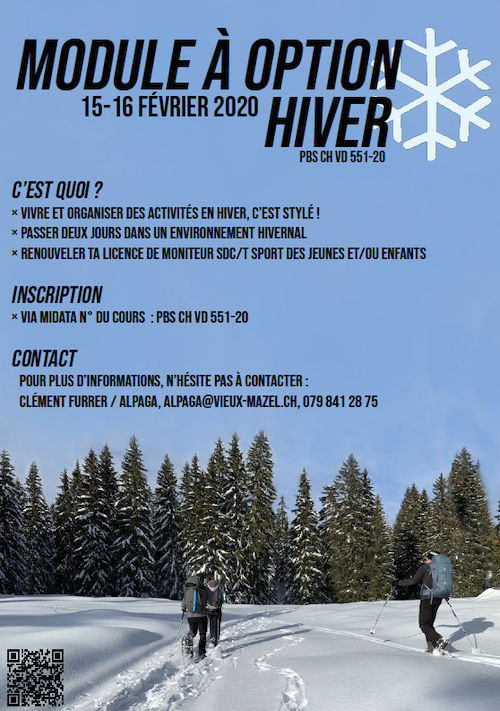 MODULE À OPTION
15-16 FÉVRIER 2020 HIVER
PBS CH VD 551-20
C'EST QUOI ?
× VIVRE ET ORGANISER DES ACTIVITÉS EN HIVER, C'EST STYLÉ !
× PASSER DEUX JOURS DANS UN ENVIRONNEMENT HIVERNAL
× RENOUVELER TA LICENCE DE MONITEUR SDC/T SPORT DES JEUNES ET/OU ENFANTS
INSCRIPTION
× VIA MIDATA N° DU COURS : PBS CH VD 551-20
CONTACT
POUR PLUS D'INFORMATIONS, N'HÉSITE PAS À CONTACTER :
CLÉMENT FURRER / ALPAGA, ALPAGA@VIEUX-MAZEL.CH, 079 841 28 75